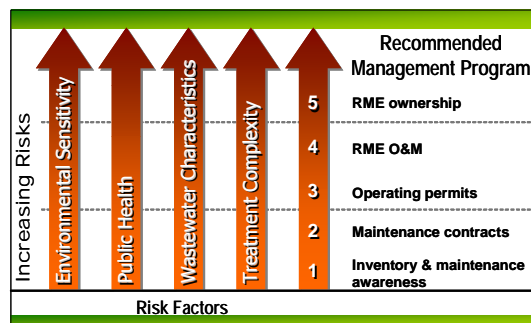 Recommended
Management Program
Increasing Risks
Environmental Sensitivity
Public Health
Wastewater Characteristics
Treatment Complexity
5 RME ownership
4 RME O&M
3 Operating permits
2 Maintenance contracts
1 Inventory & maintenance
awareness
Risk Factors